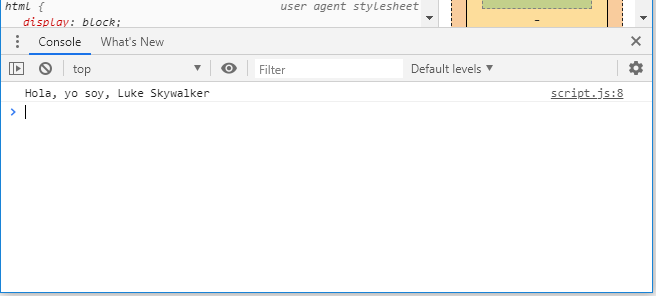 html {
user agent stylesheet
display: block;
-
Console What's New
top Filter Default levels
Hola, yo soy, Luke Skywalker script.js:8
>